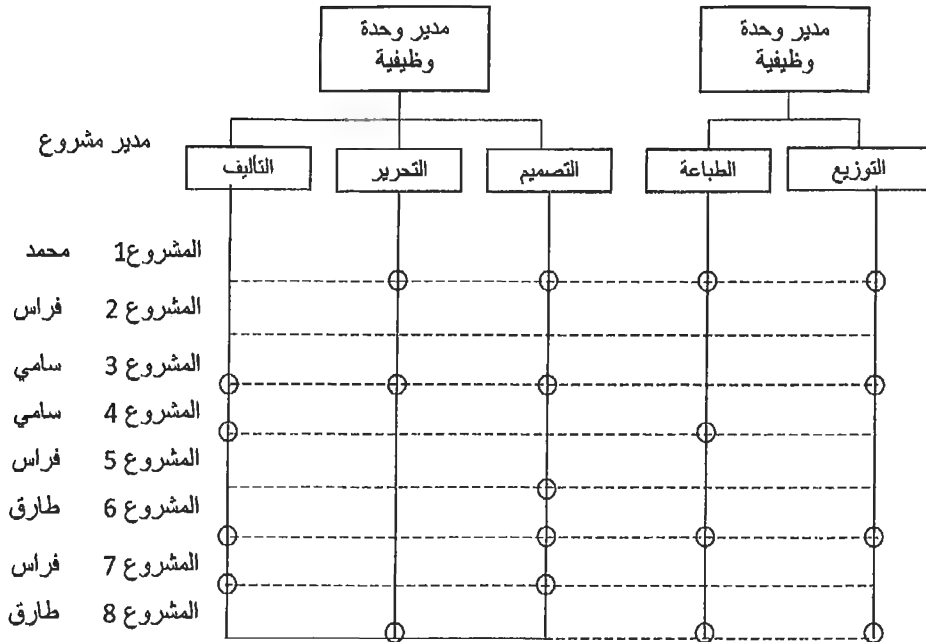 مدير وحدة
وظيفية
مدير وحدة
وظيفية
مدير مشروع
التوزيع
الطباعة
التصميم
التحرير
التأليف
المشروع1 محمد
المشروع 2 فراس
المشروع 3 سامي
المشروع 4 سامي
المشروع 5 فراس
المشروع 6 طارق
المشروع 7 فراس
المشروع 8 طارق